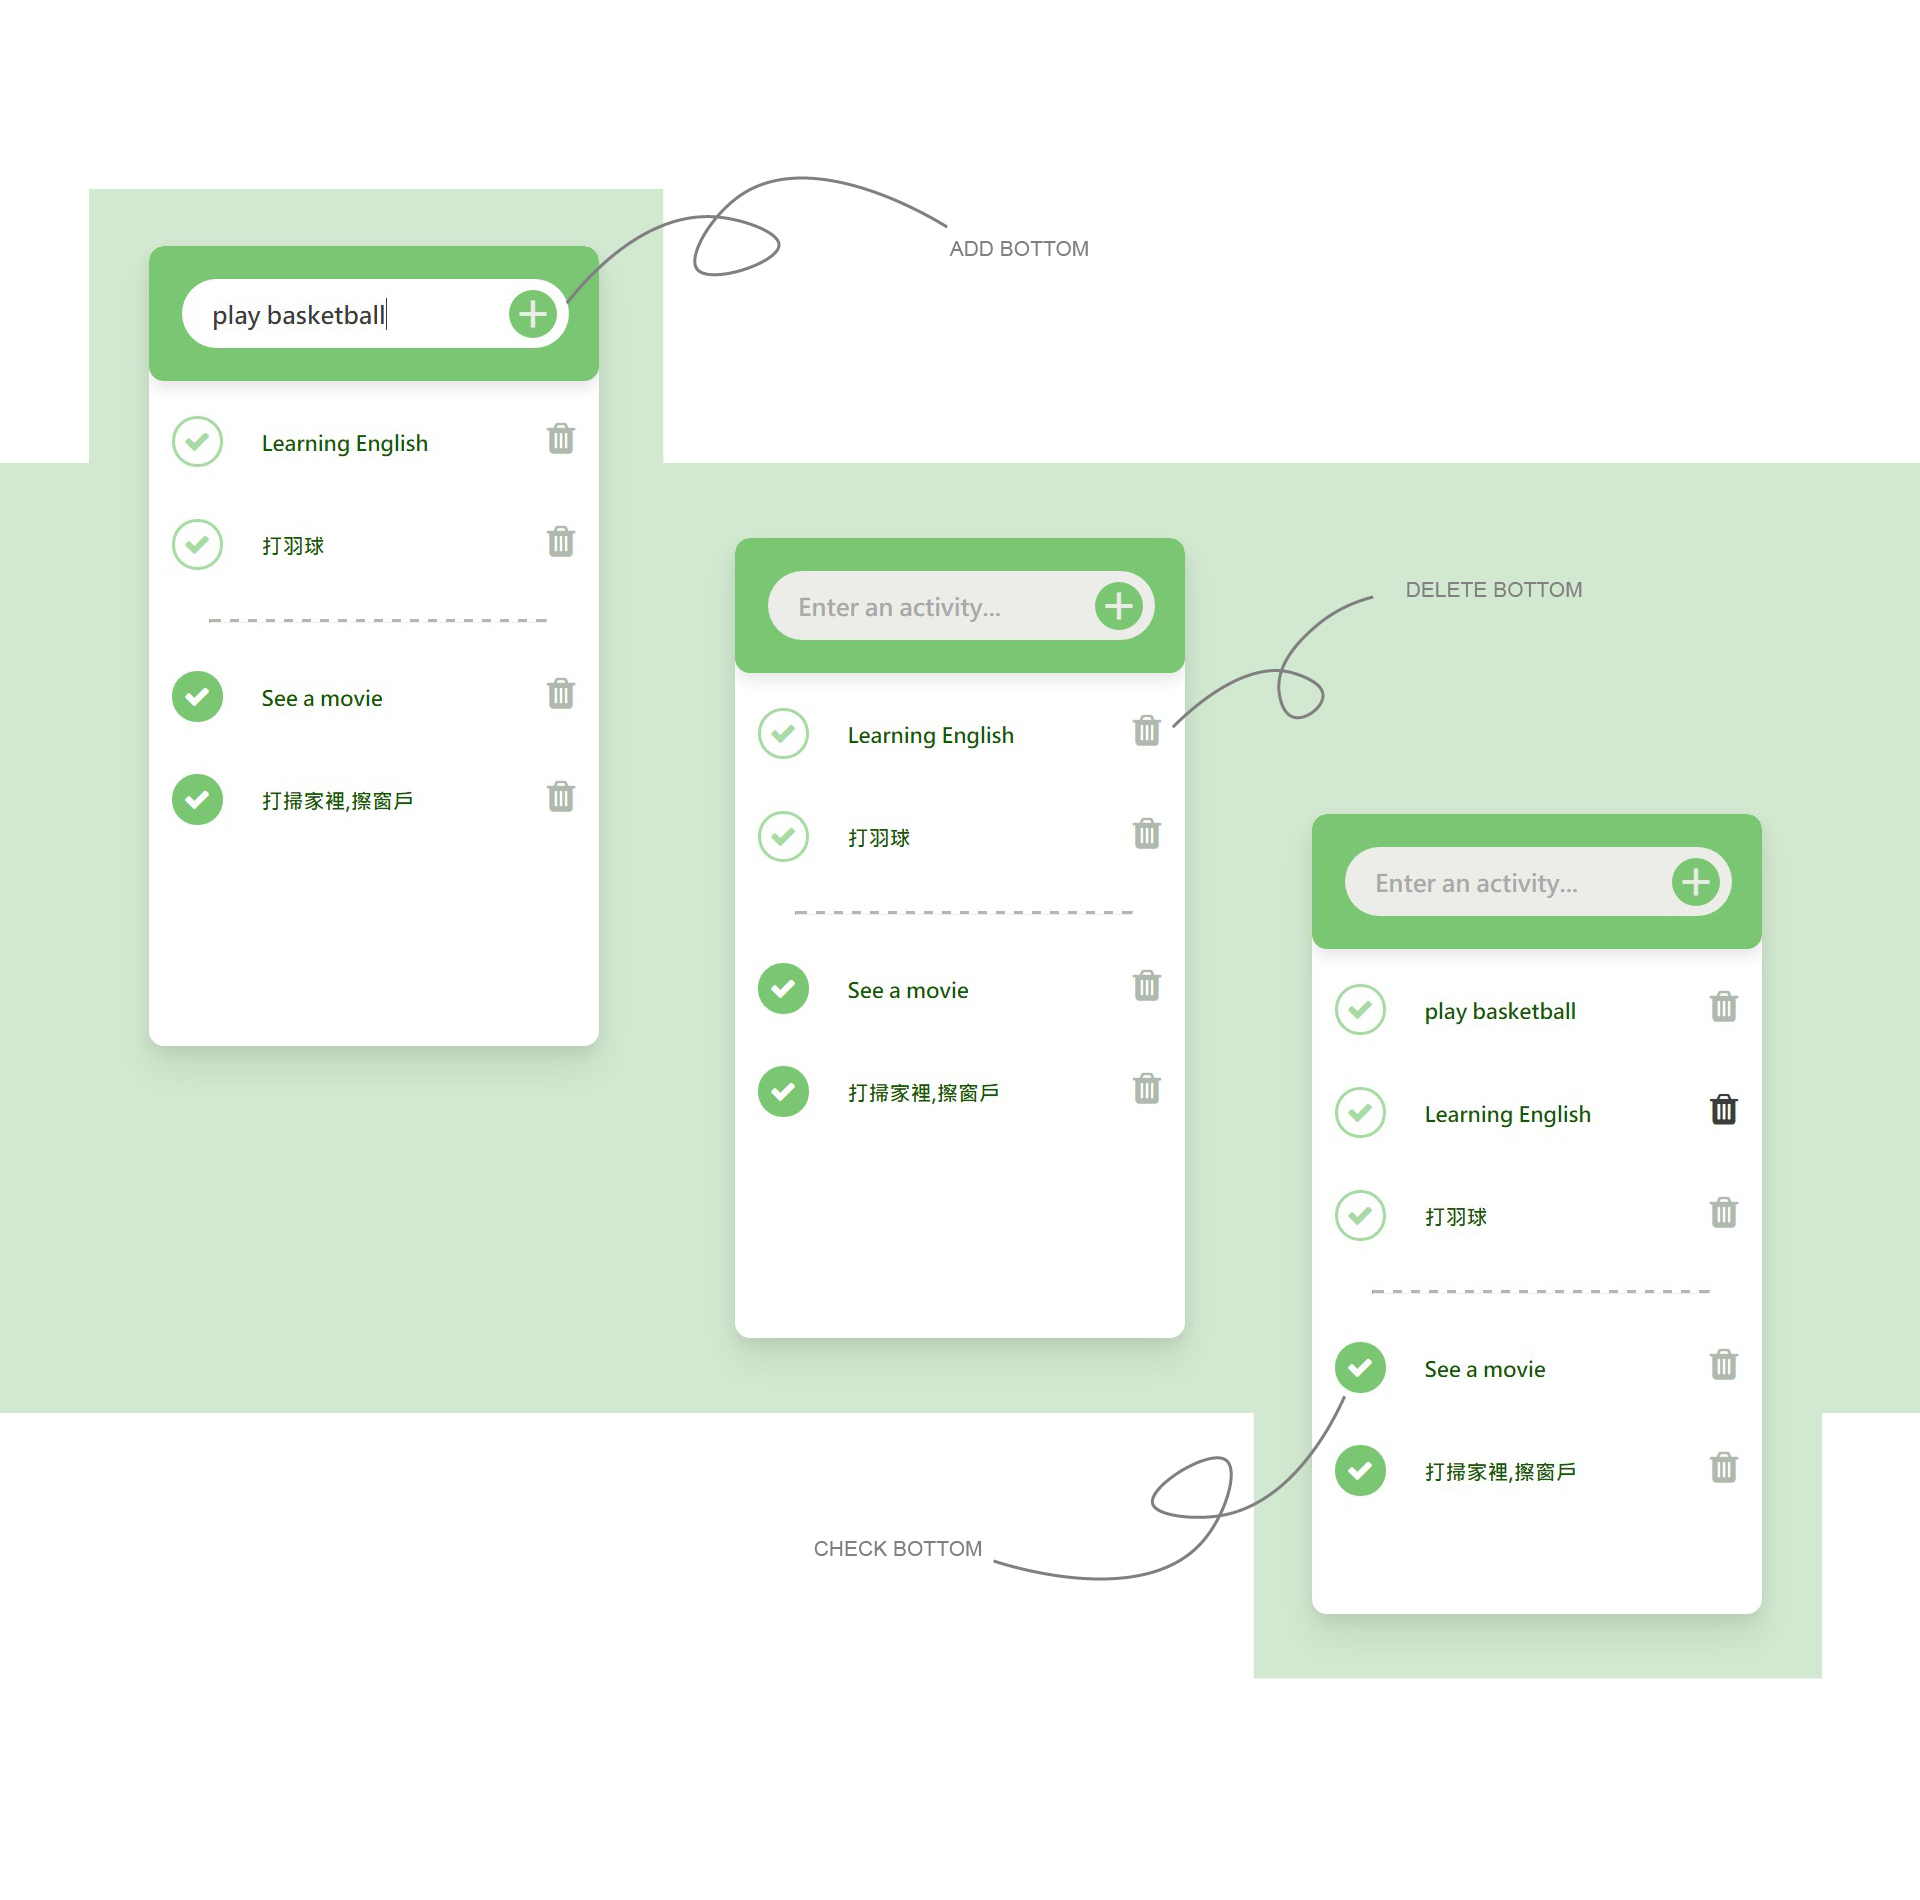 ADD BOTTOM
play basketball
Learning English
打羽球
See a movie
打掃家裡,擦窗戶
DELETE BOTTOM
Enter an activity...
Learning English
打羽球
See a movie
打掃家裡,擦窗戶
Enter an activity...
play basketball
Learning English
打羽球
See a movie
打掃家裡,擦窗戶
CHECK BOTTOM